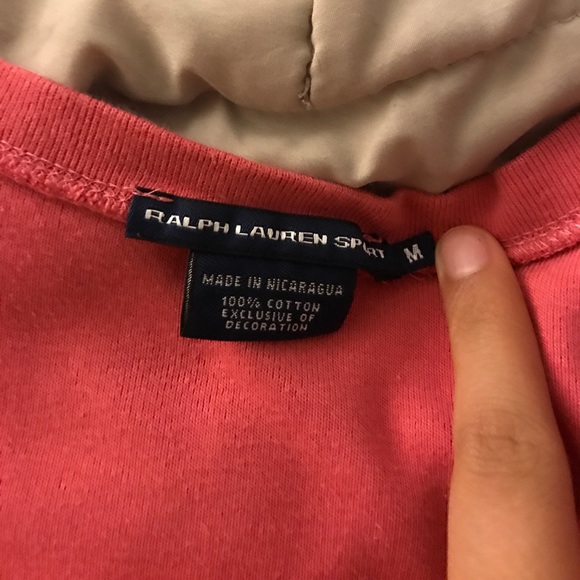 RALPH LAUREN SPORT
M
MADE IN NICARAGUA
100% COTTON
EXCLUSIVE OF
DECORATION